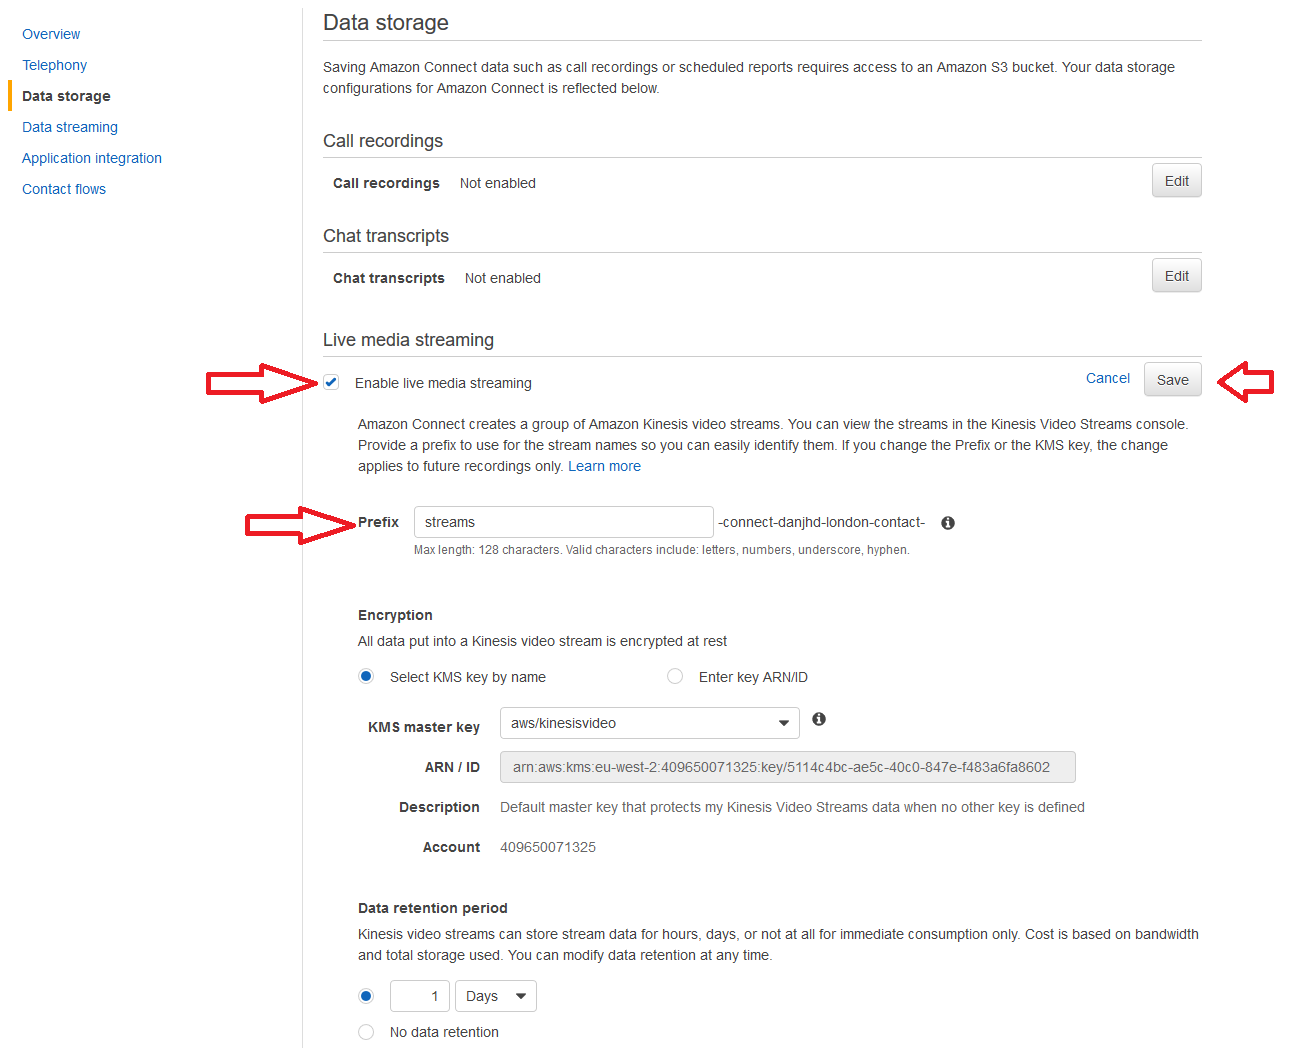 Overview
Telephony
Data storage
Data streaming
Application integration
Contact flows
Data storage
Saving Amazon Connect data such as call recordings or scheduled reports requires access to an Amazon S3 bucket. Your data storage
configurations for Amazon Connect is reflected below.
Call recordings
Call recordings Not enabled Edit
Chat transcripts
Chat transcripts Not enabled Edit
Live media streaming
Enable live media streaming Cancel Save
Amazon Connect creates a group of Amazon Kinesis video streams. You can view the streams in the Kinesis Video Streams console.
Provide a prefix to use for the stream names so you can easily identify them. If you change the Prefix or the KMS key, the change
applies to future recordings only. Learn more
Prefix streams -connect-danjhd-london-contact-
Max length: 128 characters. Valid characters include: letters, numbers, underscore, hyphen.
Encryption
All data put into a Kinesis video stream is encrypted at rest
Select KMS key by name Enter key ARN/ID
KMS master key aws/kinesisvideo
ARN / ID arn:aws:kms:eu-west-2:409650071325:key/5114c4bc-ae5c-40c0-847e-f483a6fa8602
Description Default master key that protects my Kinesis Video Streams data when no other key is defined
Account 409650071325
Data retention period
Kinesis video streams can store stream data for hours, days, or not at all for immediate consumption only. Cost is based on bandwidth
and total storage used. You can modify data retention at any time.
1 Days
No data retention